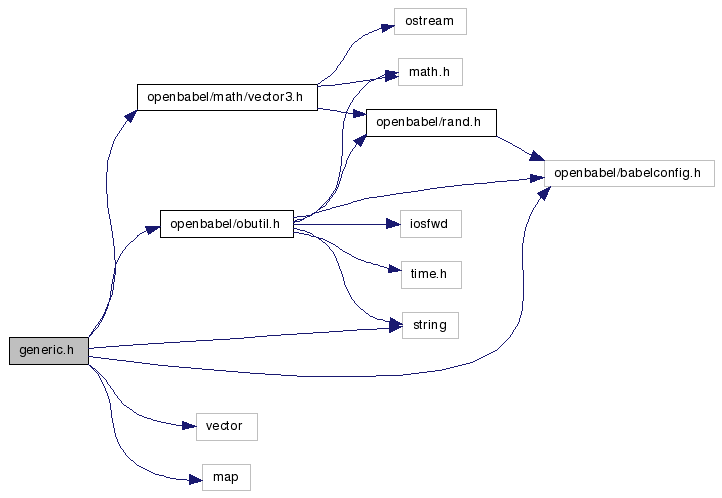 ostream
math.h
openbabel/math/vector3.h
openbabel/rand.h
openbabel/babelconfig.h
openbabel/obutil.h
iosfwd
time.h
string
generic.h
vector
map